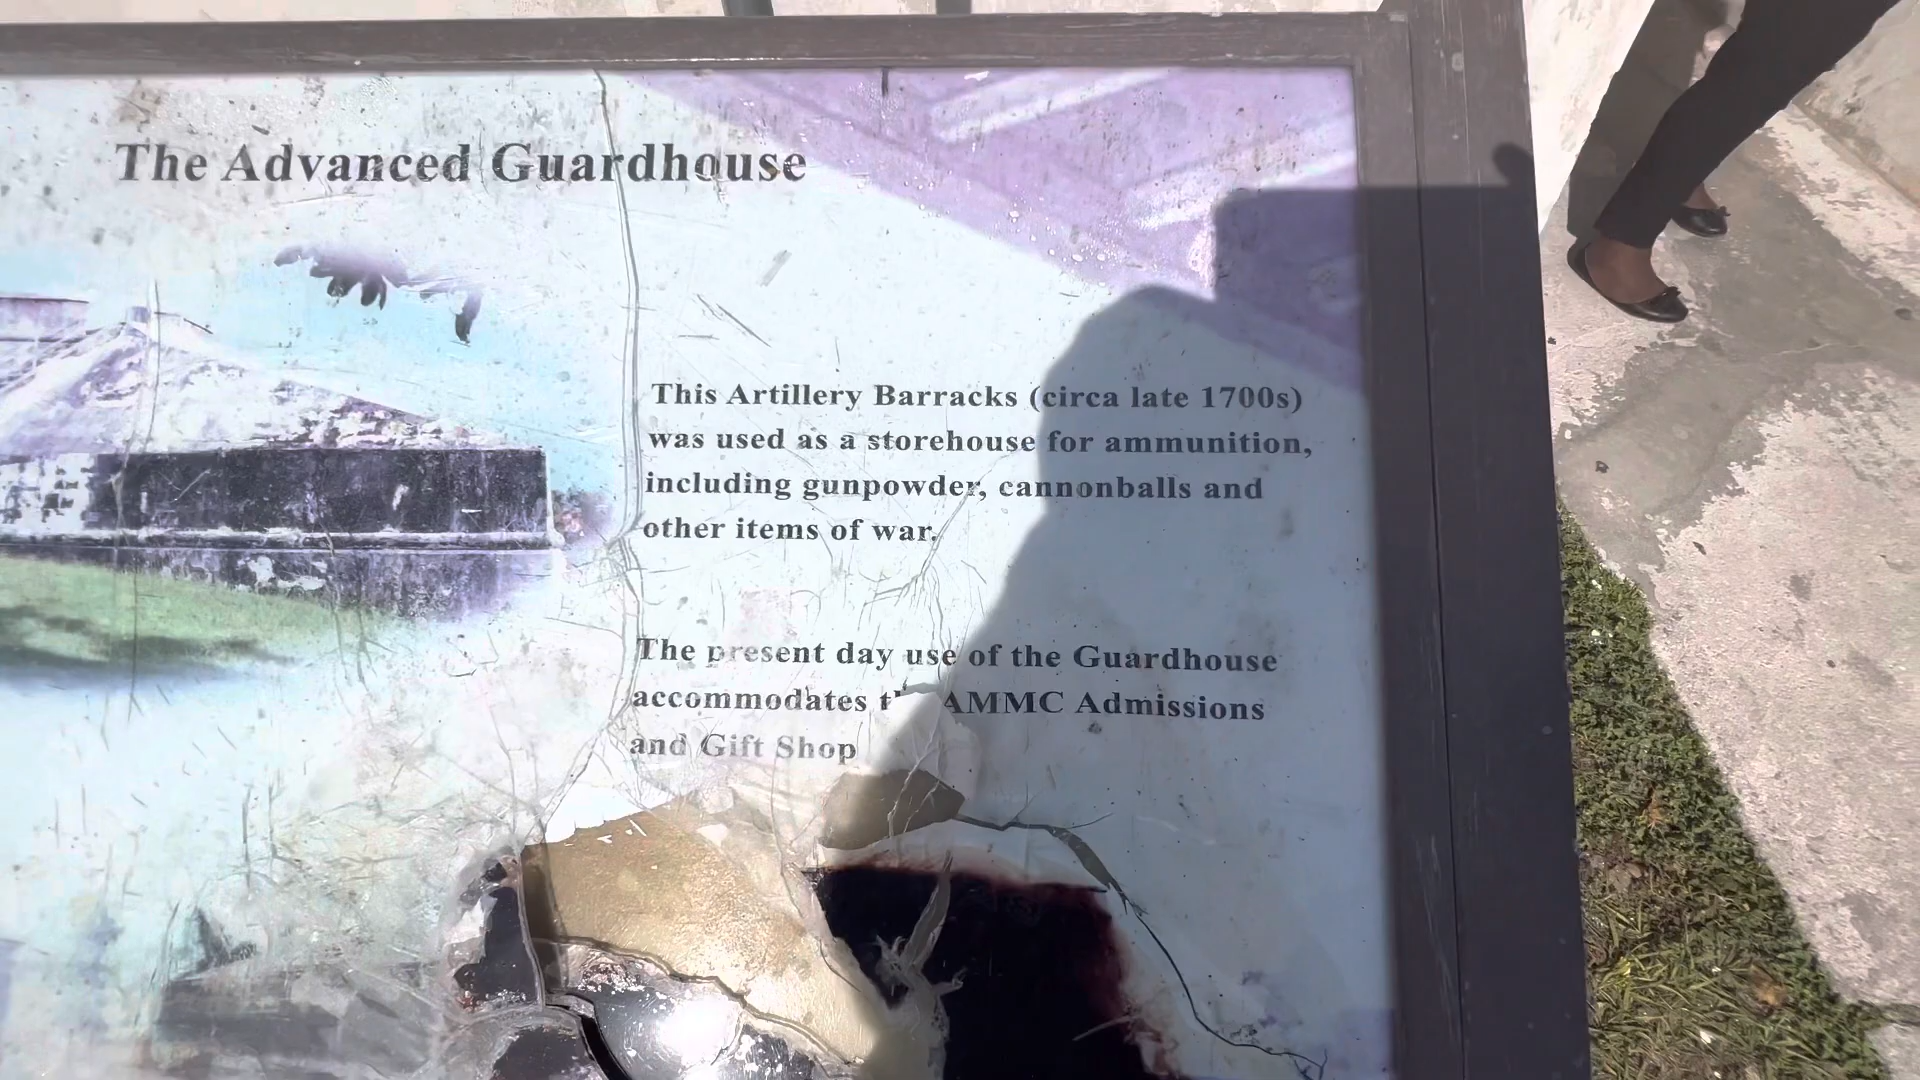 The Advanced Guardhouse
This Artillery Barracks (circa late 1700s)
was used as a storehouse for ammunition,
including gunpowder, cannonballs and
other items of war.
The present day use of the Guardhouse
accommodates AMMC Admissions
and Gift Shop